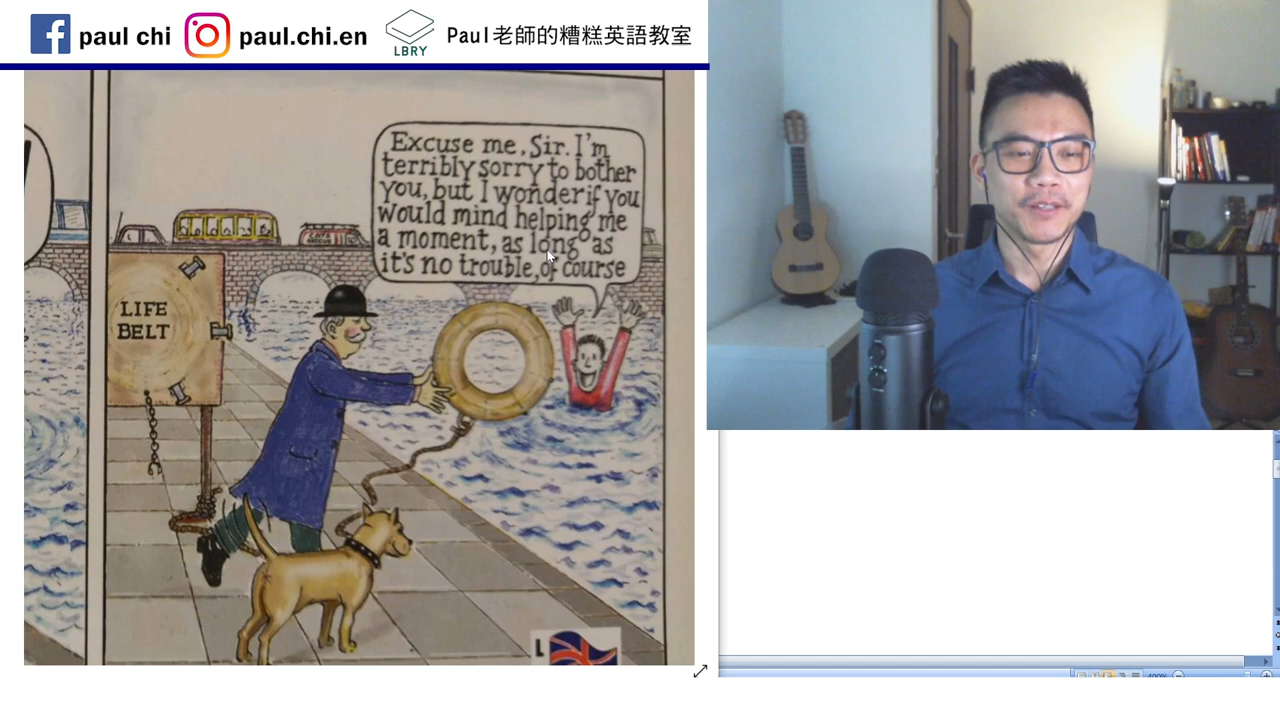 paul chi
paul.chi.en
LBRY
Paul老師的糟糕英語教室
Excuse me, Sir. I'm
terribly sorry to bother
you, but I wonder if you
would mind helping me
a moment, as long as
it's no trouble, of course
LIFE
BELT
L